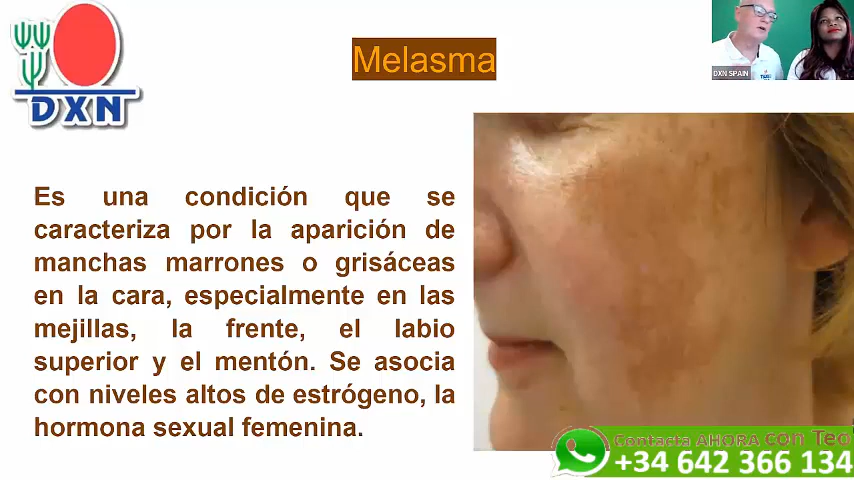 Melasma
DXN SPAIN
DXN
Es una condición que se
caracteriza por la aparición de
manchas marrones o grisáceas
en la cara, especialmente en las
mejillas, la frente, el labio
superior y el mentón. Se asocia
con niveles altos de estrógeno, la
hormona sexual femenina.
Contacta AHORA con Teo
+34 642 366 134